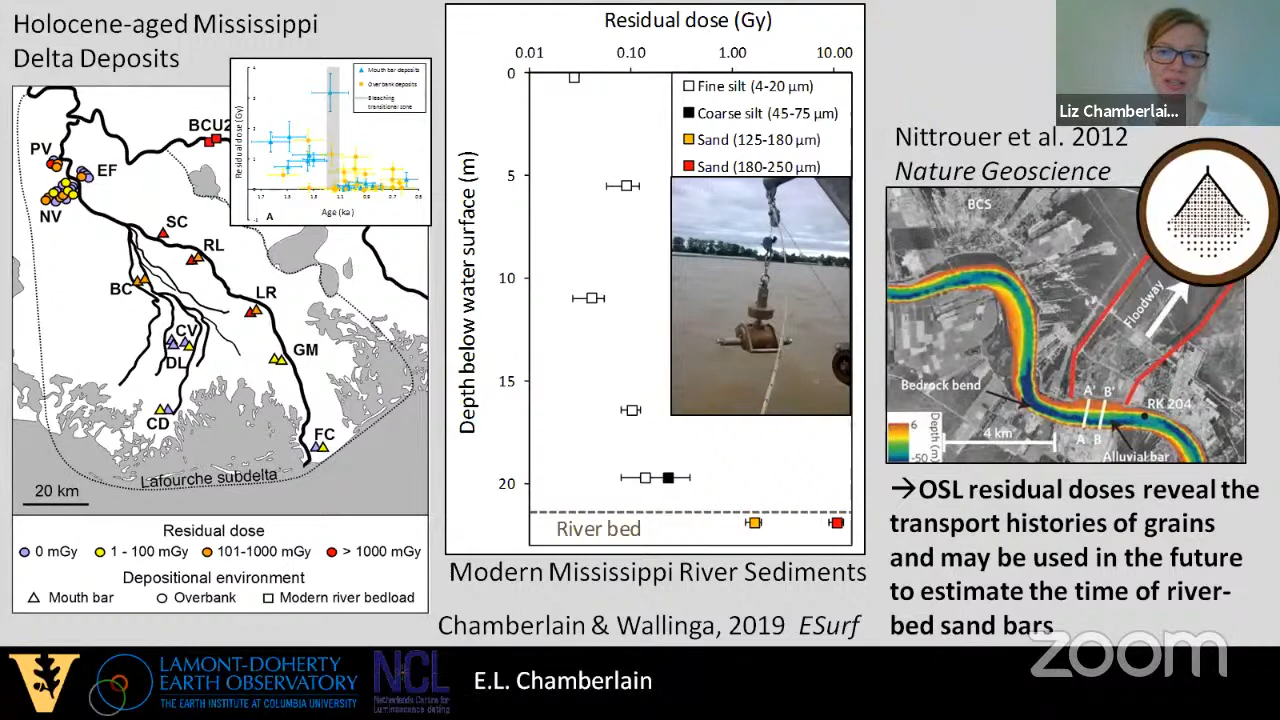 Holocene-aged Mississippi
Delta Deposits
BCU2
PV
EF
NV
SC
RL
BC
LR
CV
DL
GM
CD
FC
Lafourche subdelta
20 km
Residual dose
0 mGy
1 - 100 mGy
101-1000 mGy
> 1000 mGy
Depositional environment
Mouth bar
Overbank
Modern river bedload
Mouth bar deposits
Overbank deposits
Bleaching
transitional zone
Residual dose (Gy)
A
Age (ka)
Residual dose (Gy)
0.01 0.10 1.00 10.00
0
5
10
15
20
Depth below water surface (m)
Fine silt (4-20 µm)
Coarse silt (45-75 µm)
Sand (125-180 µm)
Sand (180-250 µm)
River bed
Modern Mississippi River Sediments
Chamberlain & Wallinga, 2019 ESurf
Liz Chamberlai...
Nittrouer et al. 2012
Nature Geoscience
BCS
Floodway
Bedrock bend
A' B'
RK 204
A B
Alluvial bar
4 km
6
-50
Depth (m)
→OSL residual doses reveal the
transport histories of grains
and may be used in the future
to estimate the time of river-
bed sand bars
zoom
LAMONT-DOHERTY
EARTH OBSERVATORY
THE EARTH INSTITUTE AT COLUMBIA UNIVERSITY
NCL
Netherlands Centre for
Luminescence dating
E.L. Chamberlain